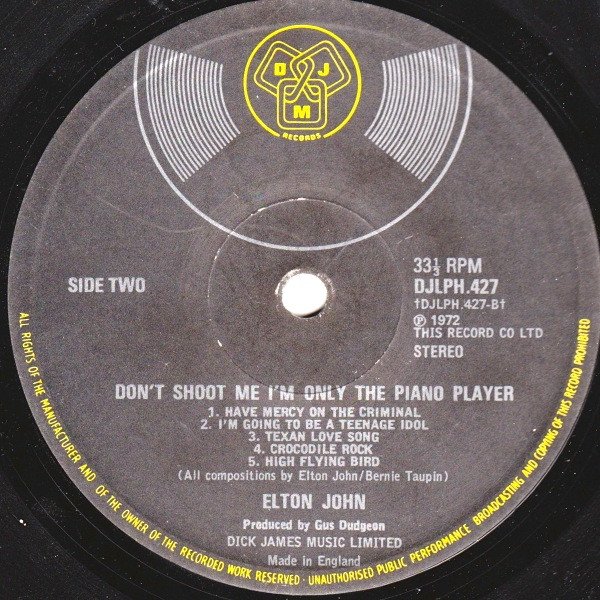 D J
M
RECORDS
SIDE TWO
33⅓ RPM
DJLPH.427
†DJLPH.427-B†
Ⓟ 1972
THIS RECORD CO LTD
STEREO
DON'T SHOOT ME I'M ONLY THE PIANO PLAYER
1. HAVE MERCY ON THE CRIMINAL
2. I'M GOING TO BE A TEENAGE IDOL
3. TEXAN LOVE SONG
4. CROCODILE ROCK
5. HIGH FLYING BIRD
(All compositions by Elton John/Bernie Taupin)
ELTON JOHN
Produced by Gus Dudgeon
DICK JAMES MUSIC LIMITED
Made in England
ALL RIGHTS OF THE MANUFACTURER AND OF THE OWNER OF THE RECORDED WORK RESERVED · UNAUTHORISED PUBLIC PERFORMANCE BROADCASTING AND COPYING OF THIS RECORD PROHIBITED